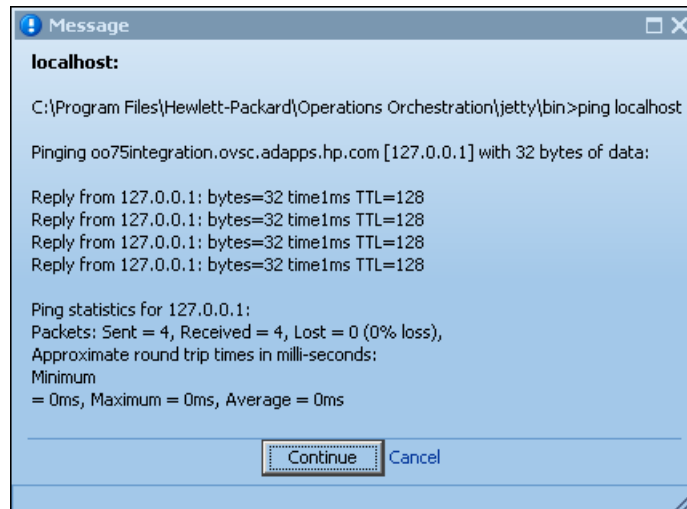 Message
localhost:
C:\Program Files\Hewlett-Packard\Operations Orchestration\jetty\bin>ping localhost
Pinging oo75integration.ovsc.adapps.hp.com [127.0.0.1] with 32 bytes of data:
Reply from 127.0.0.1: bytes=32 time1ms TTL=128
Reply from 127.0.0.1: bytes=32 time1ms TTL=128
Reply from 127.0.0.1: bytes=32 time1ms TTL=128
Reply from 127.0.0.1: bytes=32 time1ms TTL=128
Ping statistics for 127.0.0.1:
Packets: Sent = 4, Received = 4, Lost = 0 (0% loss),
Approximate round trip times in milli-seconds:
Minimum
= 0ms, Maximum = 0ms, Average = 0ms
Continue Cancel